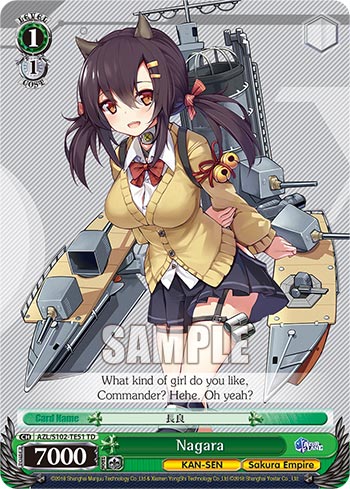 LEVEL
1
1
COST
SAMPLE
What kind of girl do you like,
Commander? Hehe. Oh yeah?
Card Name
長良
CH AZL/S102-TE51 TD
Nagara
POWER
7000
KAN-SEN
Sakura Empire
©2018 Shanghai Manjuu Technology Co.,Ltd & Xiamen YongShi Technology Co.,Ltd ©2018 Shanghai Yostar Co.,Ltd